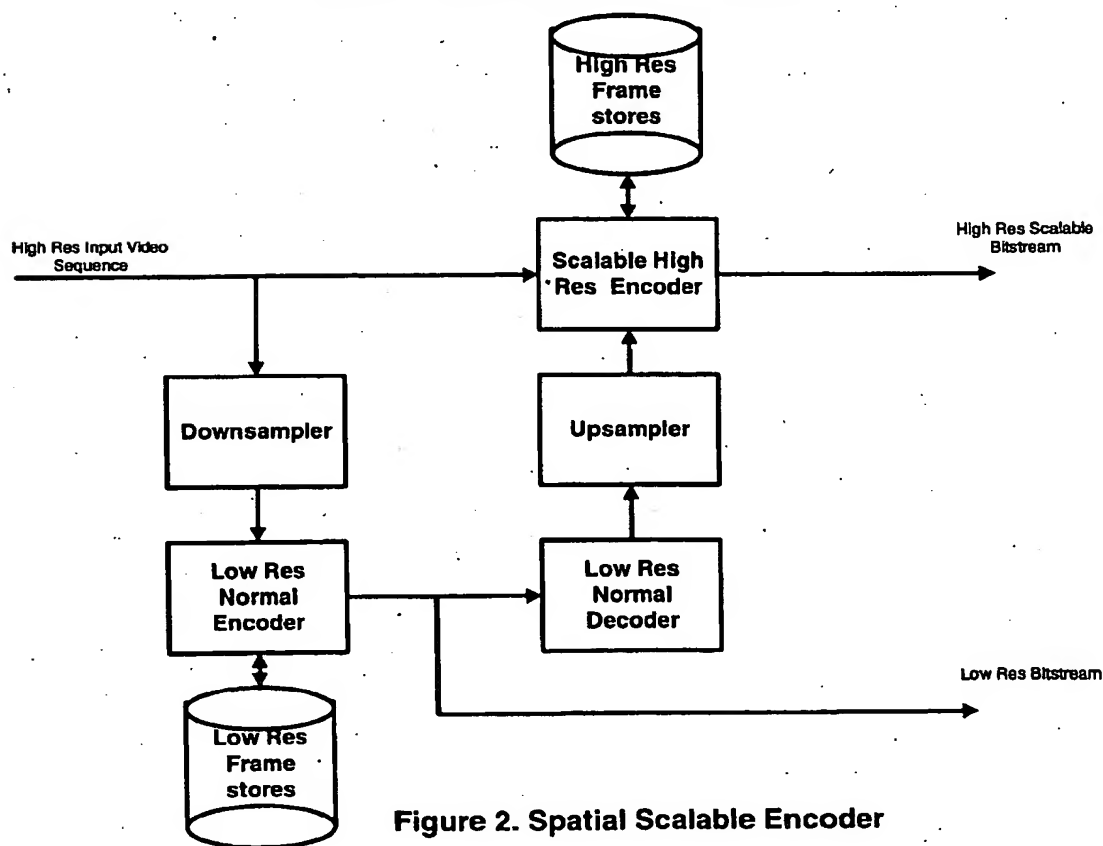 High Res
Frame
stores
High Res Input Video
Sequence
Scalable High
Res Encoder
High Res Scalable
Bitstream
Downsampler
Upsampler
Low Res
Normal
Encoder
Low Res
Normal
Decoder
Low Res Bitstream
Low Res
Frame
stores
Figure 2. Spatial Scalable Encoder